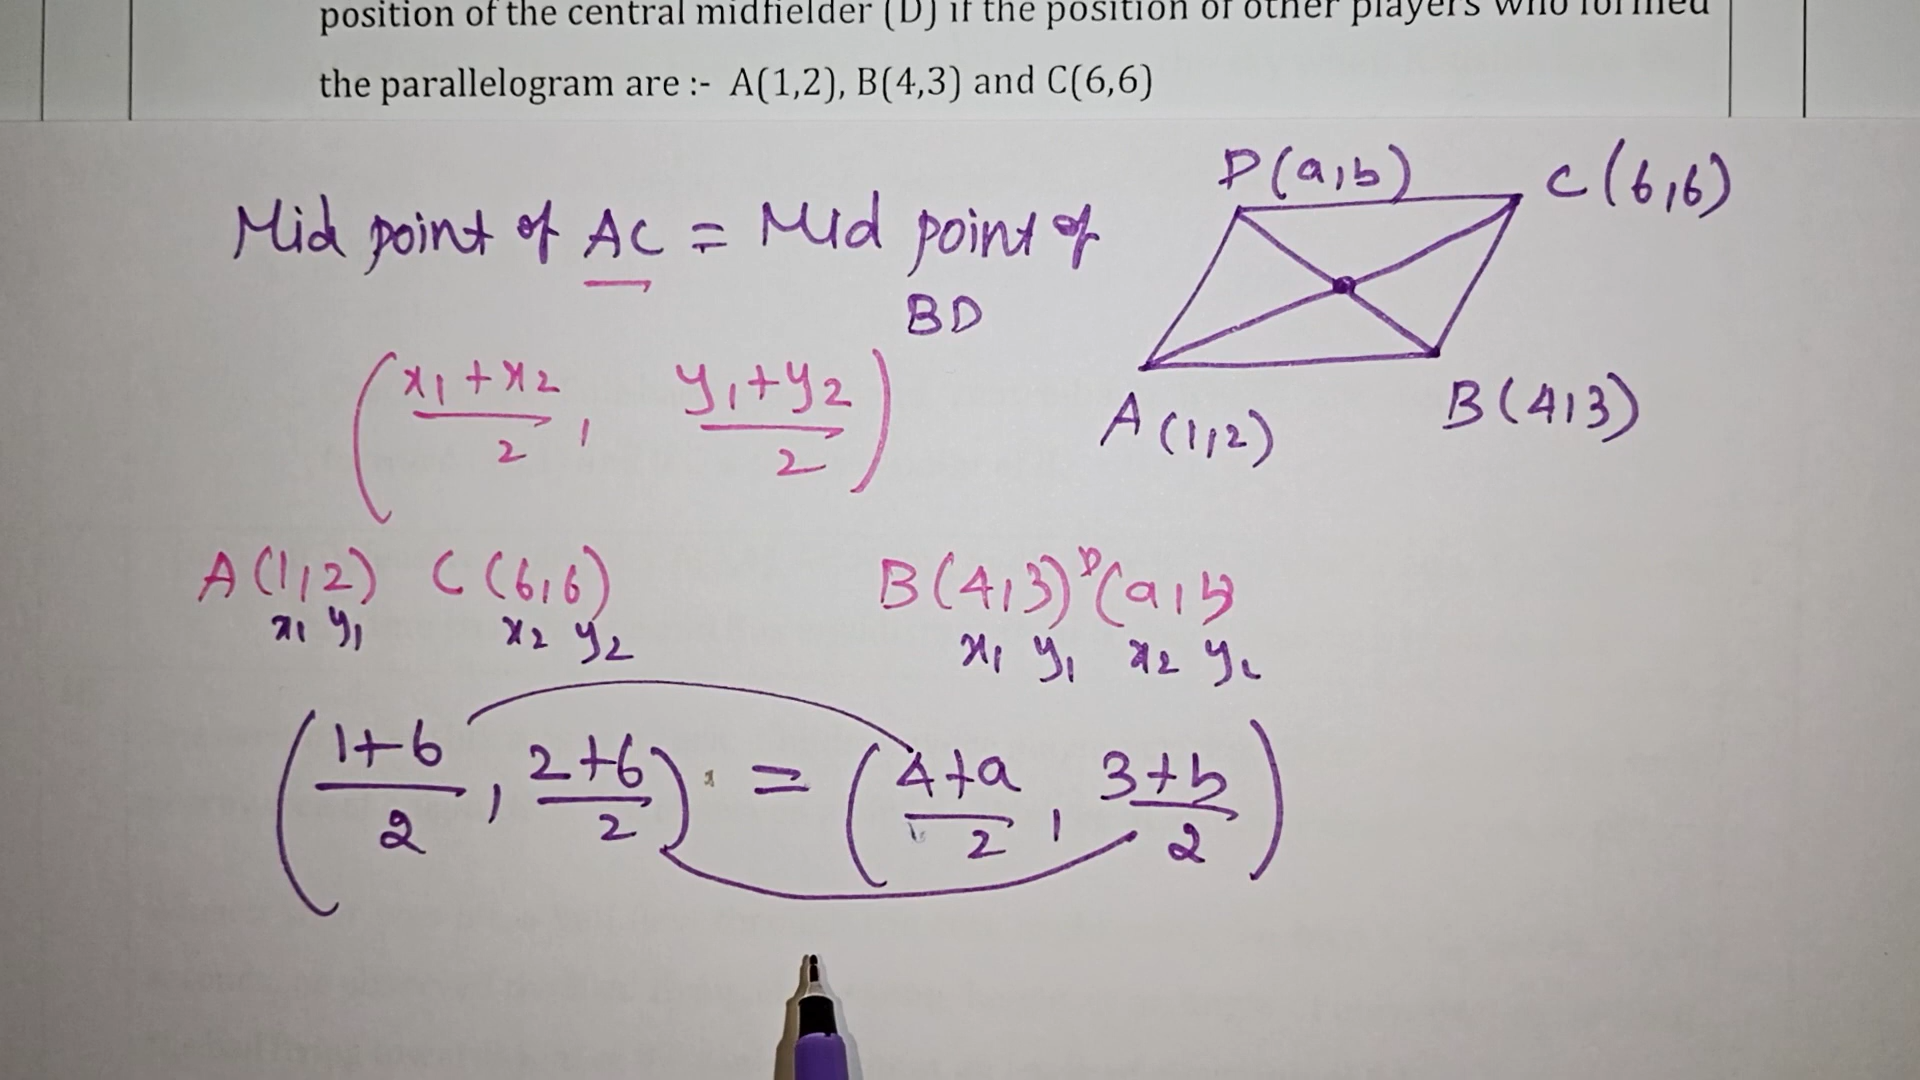 position of the central midfielder (D) if the position of other players who formed
the parallelogram are :- A(1,2), B(4,3) and C(6,6)
D(a,b) C(6,6)
Mid point of AC = Mid point of
BD
A(1,2) B(4,3)
(x₁+x₂/2, y₁+y₂/2)
A(1,2) C(6,6) B(4,3) D(a,b
x₁ y₁ x₂ y₂ x₁ y₁ x₂ y₂
(1+6/2, 2+6/2) = (4+a/2, 3+b/2)